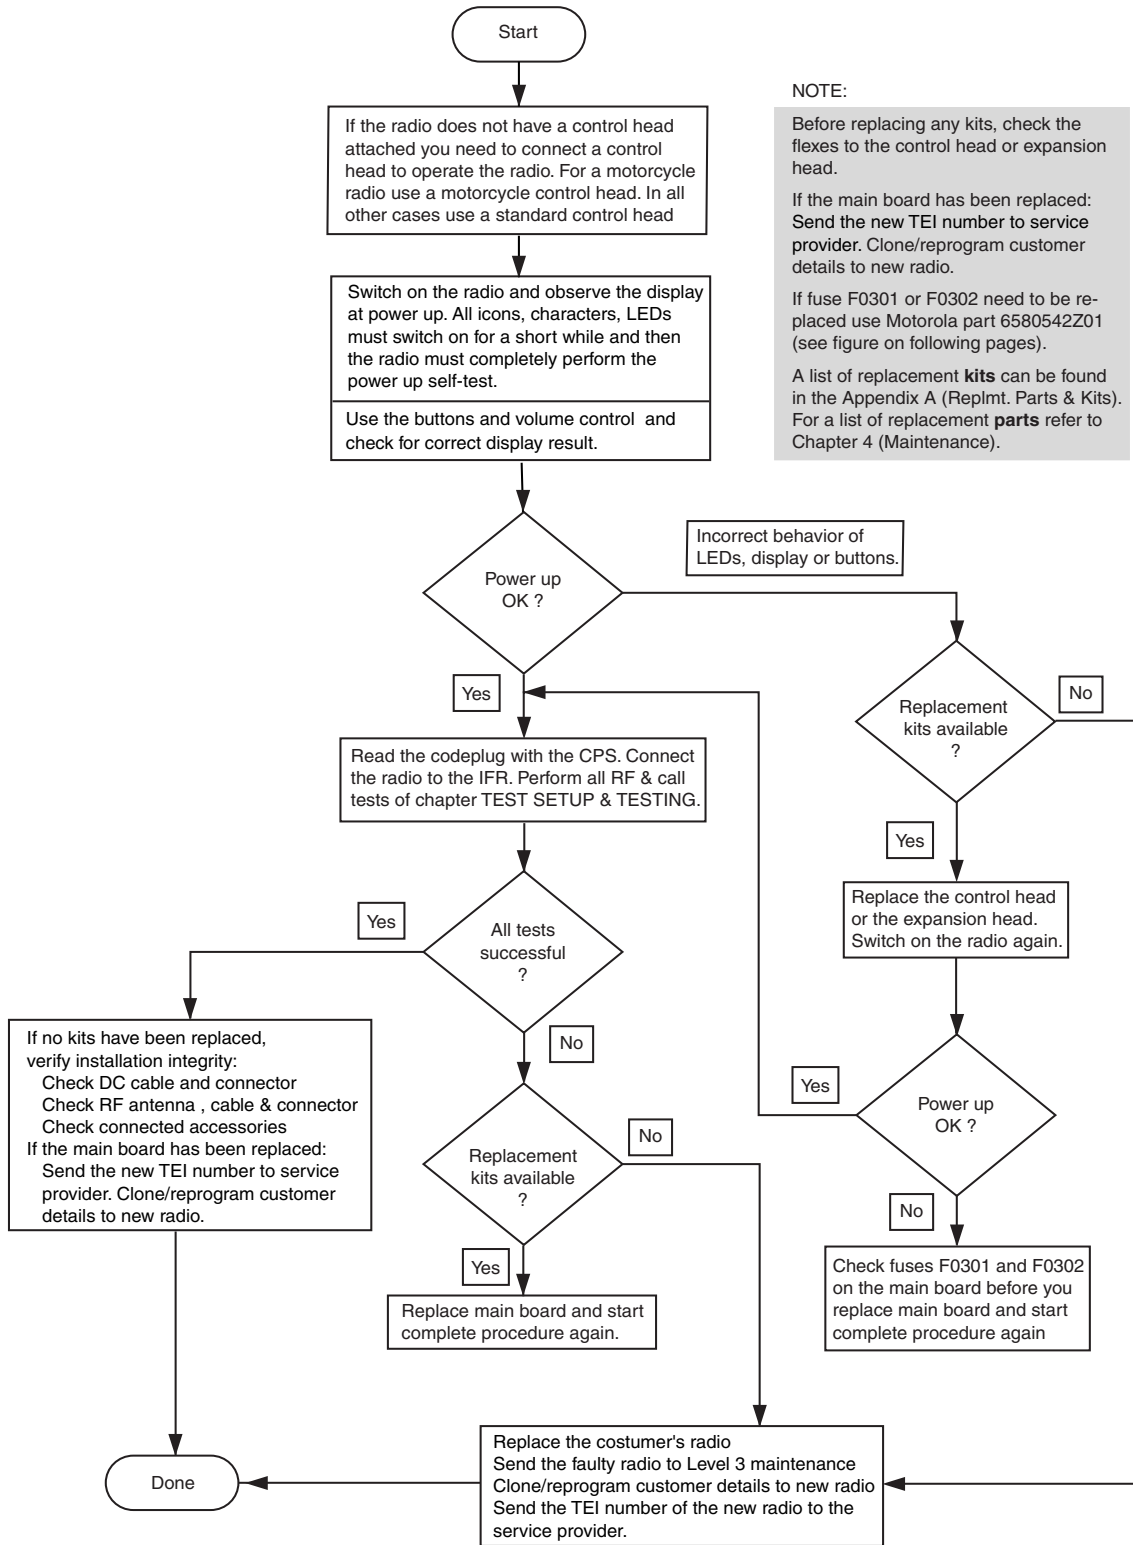 Start
If the radio does not have a control head
attached you need to connect a control
head to operate the radio. For a motorcycle
radio use a motorcycle control head. In all
other cases use a standard control head
NOTE:
Before replacing any kits, check the
flexes to the control head or expansion
head.
If the main board has been replaced:
Send the new TEI number to service
provider. Clone/reprogram customer
details to new radio.
If fuse F0301 or F0302 need to be re-
placed use Motorola part 6580542Z01
(see figure on following pages).
A list of replacement kits can be found
in the Appendix A (Replmt. Parts & Kits).
For a list of replacement parts refer to
Chapter 4 (Maintenance).
Switch on the radio and observe the display
at power up. All icons, characters, LEDs
must switch on for a short while and then
the radio must completely perform the
power up self-test.
Use the buttons and volume control and
check for correct display result.
Power up
OK ?
Incorrect behavior of
LEDs, display or buttons.
Yes
Replacement
kits available
?
No
Read the codeplug with the CPS. Connect
the radio to the IFR. Perform all RF & call
tests of chapter TEST SETUP & TESTING.
Yes
Replace the control head
or the expansion head.
Switch on the radio again.
Yes
All tests
successful
?
No
If no kits have been replaced,
verify installation integrity:
Check DC cable and connector
Check RF antenna , cable & connector
Check connected accessories
If the main board has been replaced:
Send the new TEI number to service
provider. Clone/reprogram customer
details to new radio.
Yes
Power up
OK ?
No
Replacement
kits available
?
No
Yes
Check fuses F0301 and F0302
on the main board before you
replace main board and start
complete procedure again
Replace main board and start
complete procedure again.
Done
Replace the costumer's radio
Send the faulty radio to Level 3 maintenance
Clone/reprogram customer details to new radio
Send the TEI number of the new radio to the
service provider.